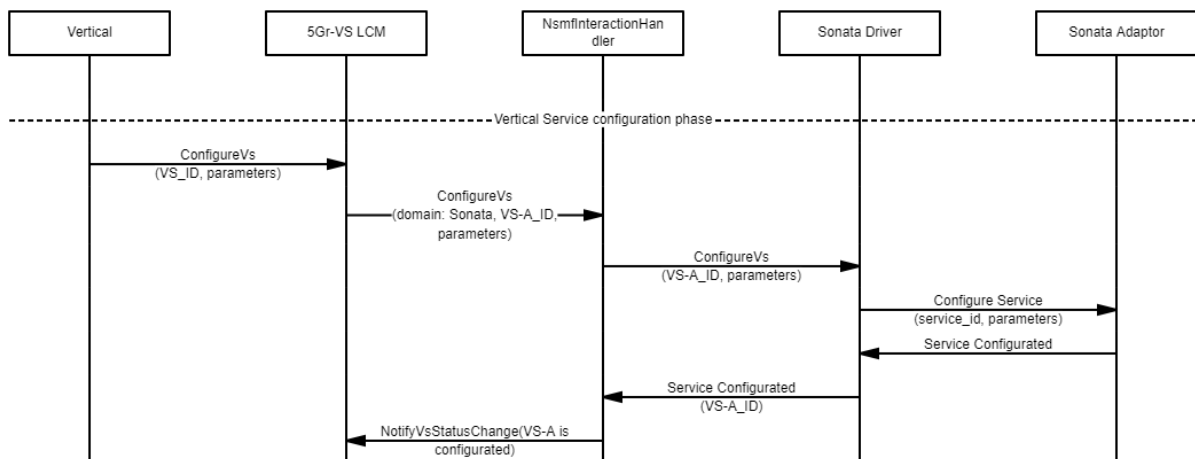 Vertical
5Gr-VS LCM
NsmfInteractionHan
dler
Sonata Driver
Sonata Adaptor
Vertical Service configuration phase
ConfigureVs
(VS_ID, parameters)
ConfigureVs
(domain: Sonata, VS-A_ID,
parameters)
ConfigureVs
(VS-A_ID, parameters)
Configure Service
(service_id, parameters)
Service Configurated
Service Configurated
(VS-A_ID)
NotifyVsStatusChange(VS-A is
configurated)